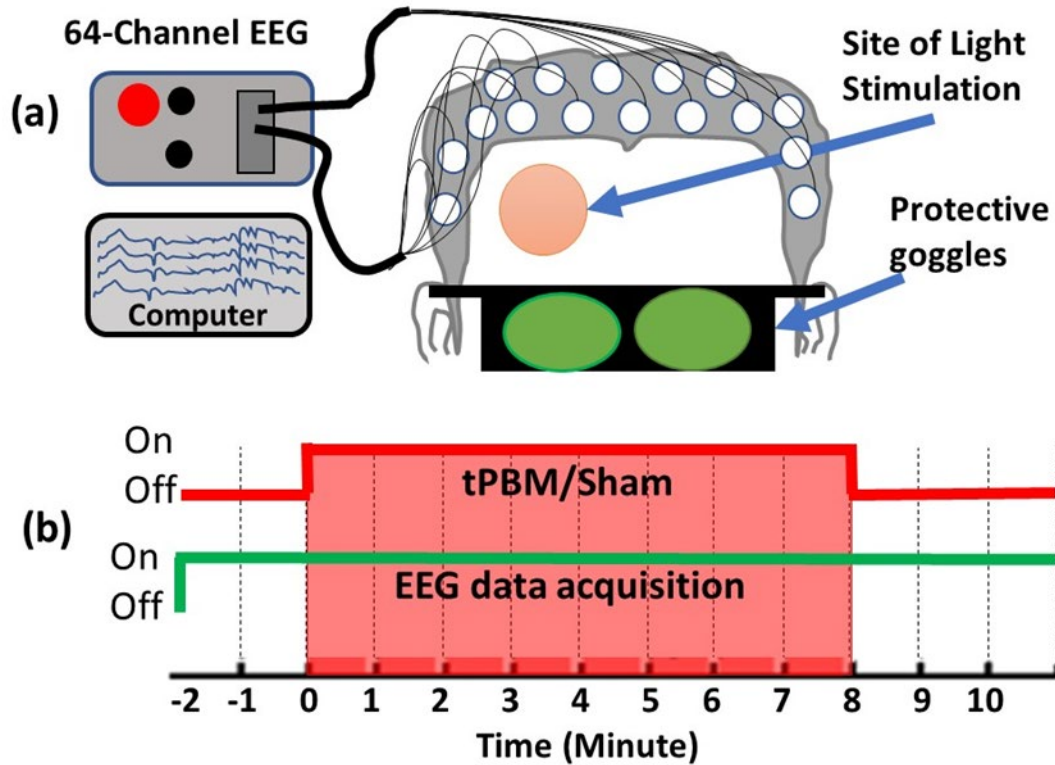 64-Channel EEG
(a)
Computer
Site of Light
Stimulation
Protective
goggles
(b)
On
Off
tPBM/Sham
On
Off
EEG data acquisition
-2 -1 0 1 2 3 4 5 6 7 8 9 10
Time (Minute)